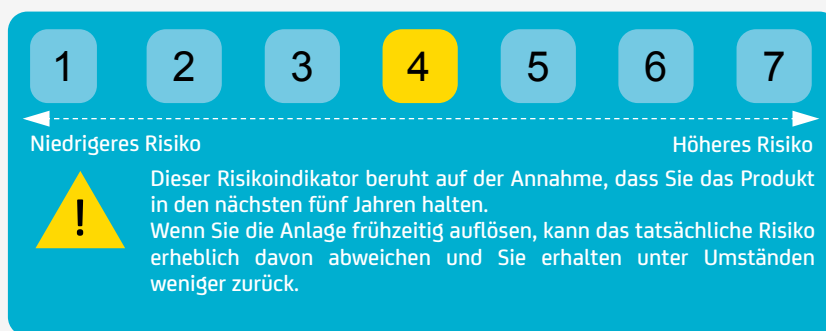 1 2 3 4 5 6 7
Niedrigeres Risiko Höheres Risiko
Dieser Risikoindikator beruht auf der Annahme, dass Sie das Produkt
in den nächsten fünf Jahren halten.
Wenn Sie die Anlage frühzeitig auflösen, kann das tatsächliche Risiko
erheblich davon abweichen und Sie erhalten unter Umständen
weniger zurück.
!